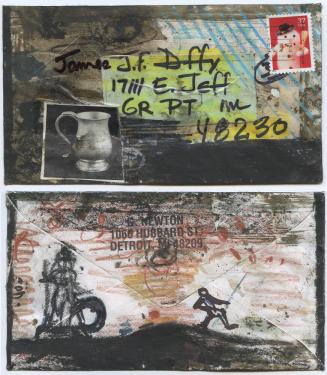 James J.F. Duffy
17111 E. Jeff
GR PT MI
48230
37
G. NEWTON
1060 HUBBARD ST.
DETROIT, MI 48209